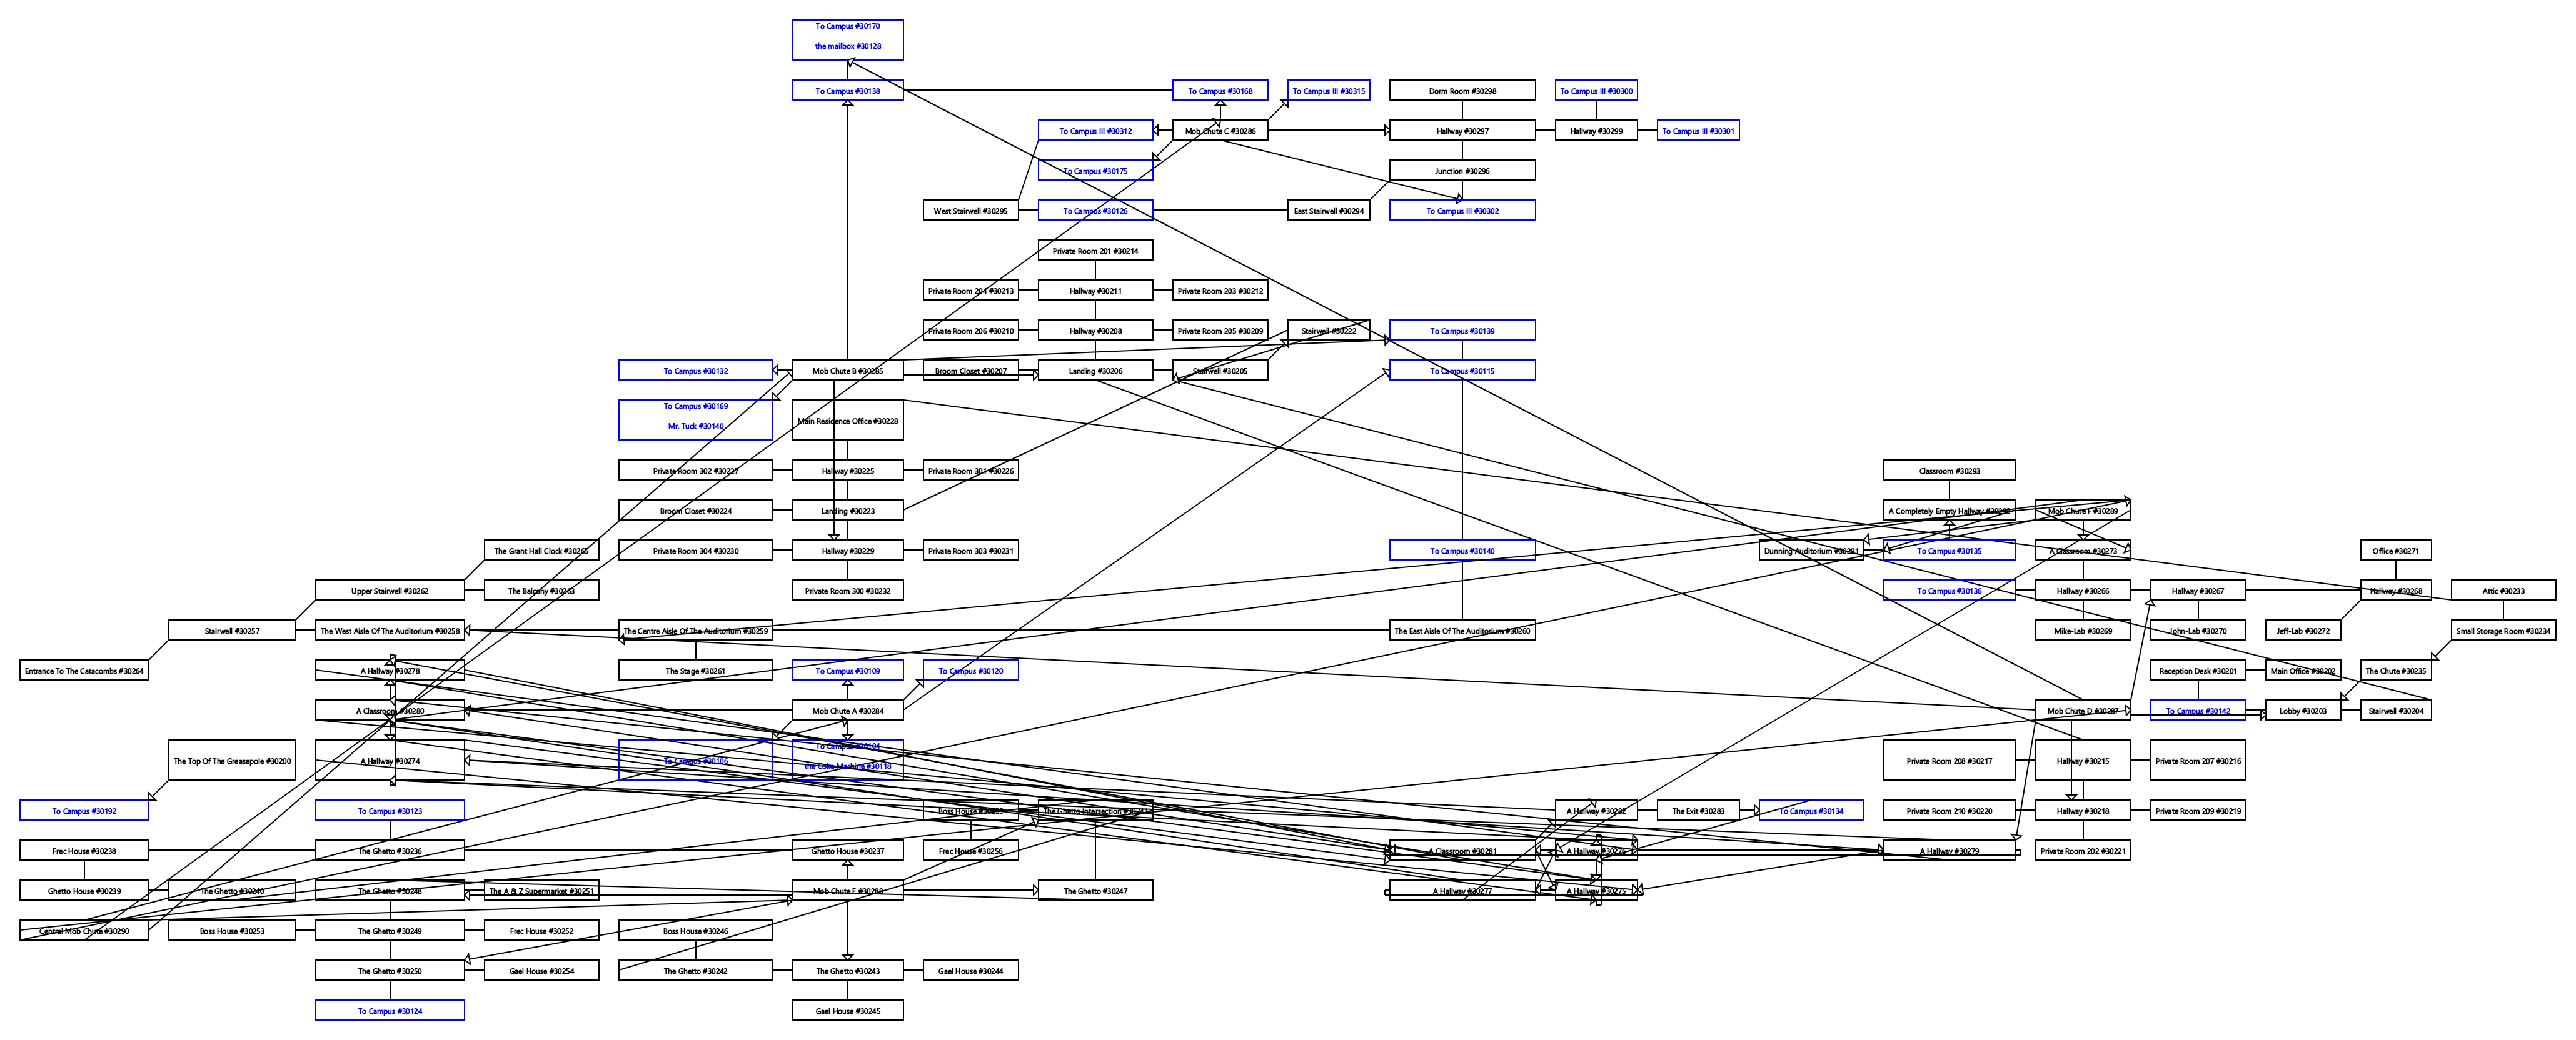 To Campus #30170
the mailbox #30128
To Campus #30138
To Campus #30168
To Campus III #30315
Dorm Room #30298
To Campus III #30300
To Campus III #30312
Mob Chute C #30286
Hallway #30297
Hallway #30299
To Campus III #30301
To Campus #30175
Junction #30296
West Stairwell #30295
To Campus #30126
East Stairwell #30294
To Campus III #30302
Private Room 201 #30214
Private Room 204 #30213
Hallway #30211
Private Room 203 #30212
Private Room 206 #30210
Hallway #30208
Private Room 205 #30209
Stairwell #30222
To Campus #30139
To Campus #30132
Mob Chute B #30285
Broom Closet #30207
Landing #30206
Stairwell #30205
To Campus #30115
To Campus #30169
Mr. Tuck #30140
Main Residence Office #30228
Private Room 302 #30227
Hallway #30225
Private Room 301 #30226
Classroom #30293
Broom Closet #30224
Landing #30223
A Completely Empty Hallway #30292
Mob Chute F #30289
The Grant Hall Clock #30265
Private Room 304 #30230
Hallway #30229
Private Room 303 #30231
To Campus #30140
Dunning Auditorium #30291
To Campus #30135
A Classroom #30273
Office #30271
Upper Stairwell #30262
The Balcony #30263
Private Room 300 #30232
To Campus #30136
Hallway #30266
Hallway #30267
Hallway #30268
Attic #30233
Stairwell #30257
The West Aisle Of The Auditorium #30258
The Centre Aisle Of The Auditorium #30259
The East Aisle Of The Auditorium #30260
Mike-Lab #30269
John-Lab #30270
Jeff-Lab #30272
Small Storage Room #30234
Entrance To The Catacombs #30264
A Hallway #30278
The Stage #30261
To Campus #30109
To Campus #30120
Reception Desk #30201
Main Office #30202
The Chute #30235
A Classroom #30280
Mob Chute A #30284
Mob Chute D #30287
To Campus #30142
Lobby #30203
Stairwell #30204
The Top Of The Greasepole #30200
A Hallway #30274
To Campus #30106
To Campus #30104
the Coke Machine #30118
Private Room 208 #30217
Hallway #30215
Private Room 207 #30216
To Campus #30192
To Campus #30123
Boss House #30255
The Ghetto Intersection
A Hallway #30282
The Exit #30283
To Campus #30134
Private Room 210 #30220
Hallway #30218
Private Room 209 #30219
Frec House #30238
The Ghetto #30236
Ghetto House #30237
Frec House #30256
A Classroom #30281
A Hallway #30276
A Hallway #30279
Private Room 202 #30221
Ghetto House #30239
The Ghetto #30240
The Ghetto #30248
The A & Z Supermarket #30251
Mob Chute E #30288
The Ghetto #30247
A Hallway #30277
A Hallway #30275
Central Mob Chute #30290
Boss House #30253
The Ghetto #30249
Frec House #30252
Boss House #30246
The Ghetto #30250
Gael House #30254
The Ghetto #30242
The Ghetto #30243
Gael House #30244
To Campus #30124
Gael House #30245